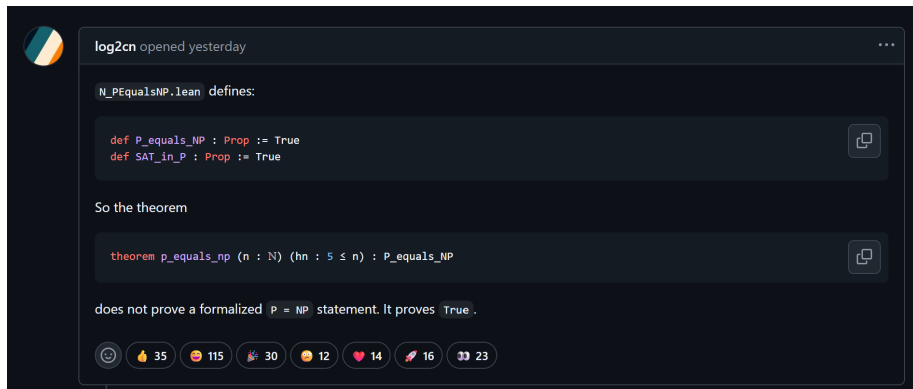 log2cn opened yesterday
N_PEqualsNP.lean defines:
def P_equals_NP : Prop := True
def SAT_in_P : Prop := True
So the theorem
theorem p_equals_np (n : ℕ) (hn : 5 ≤ n) : P_equals_NP
does not prove a formalized P = NP statement. It proves True.
35 115 30 12 14 16 23